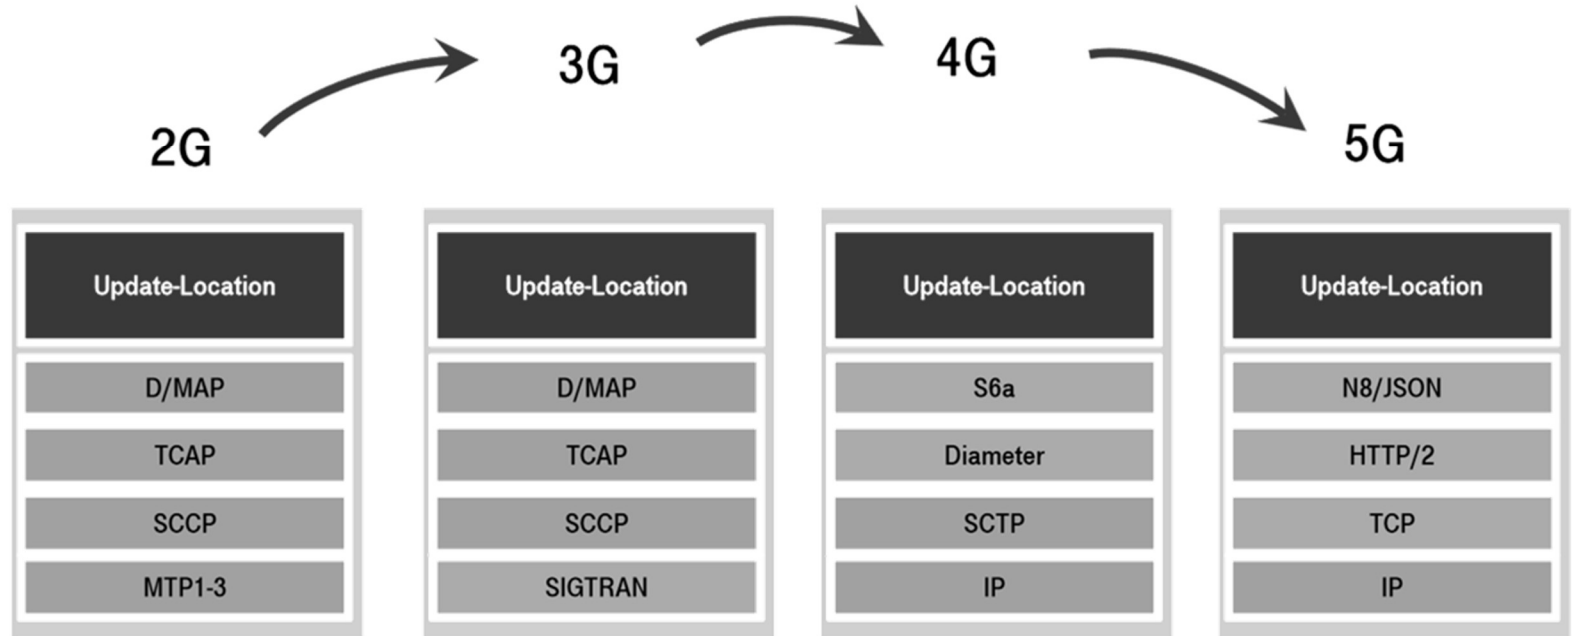 2G
3G
4G
5G
Update-Location
D/MAP
TCAP
SCCP
MTP1-3
Update-Location
D/MAP
TCAP
SCCP
SIGTRAN
Update-Location
S6a
Diameter
SCTP
IP
Update-Location
N8/JSON
HTTP/2
TCP
IP